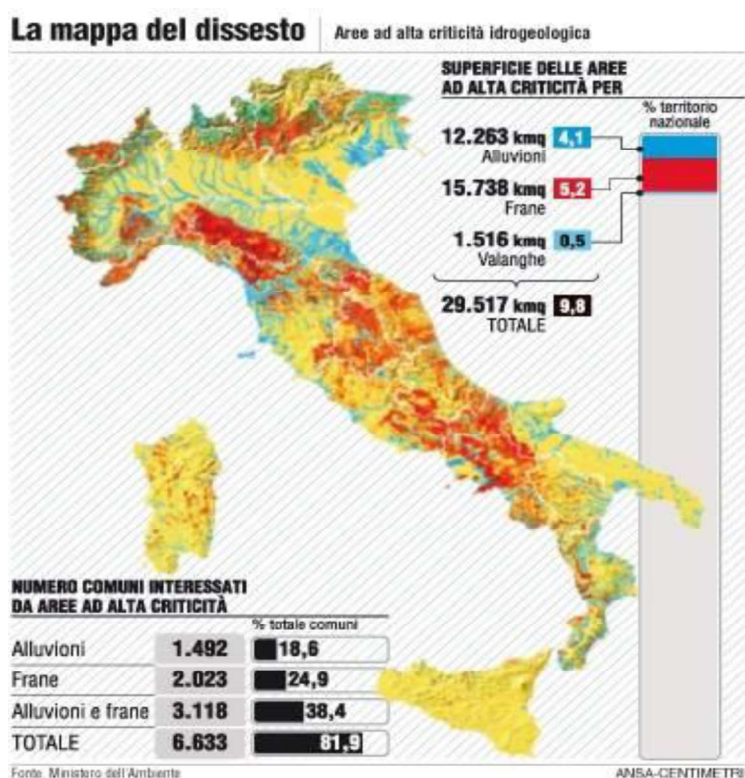 La mappa del dissesto
Aree ad alta criticità idrogeologica
SUPERFICIE DELLE AREE
AD ALTA CRITICITÀ PER
% territorio
nazionale
12.263 kmq 4,1
Alluvioni
15.738 kmq 5,2
Frane
1.516 kmq 0,5
Valanghe
29.517 kmq 9,8
TOTALE
NUMERO COMUNI INTERESSATI
DA AREE AD ALTA CRITICITÀ
% totale comuni
Alluvioni 1.492 18,6
Frane 2.023 24,9
Alluvioni e frane 3.118 38,4
TOTALE 6.633 81,9
Fonte Ministero dell'Ambiente
ANSA-CENTIMETRI